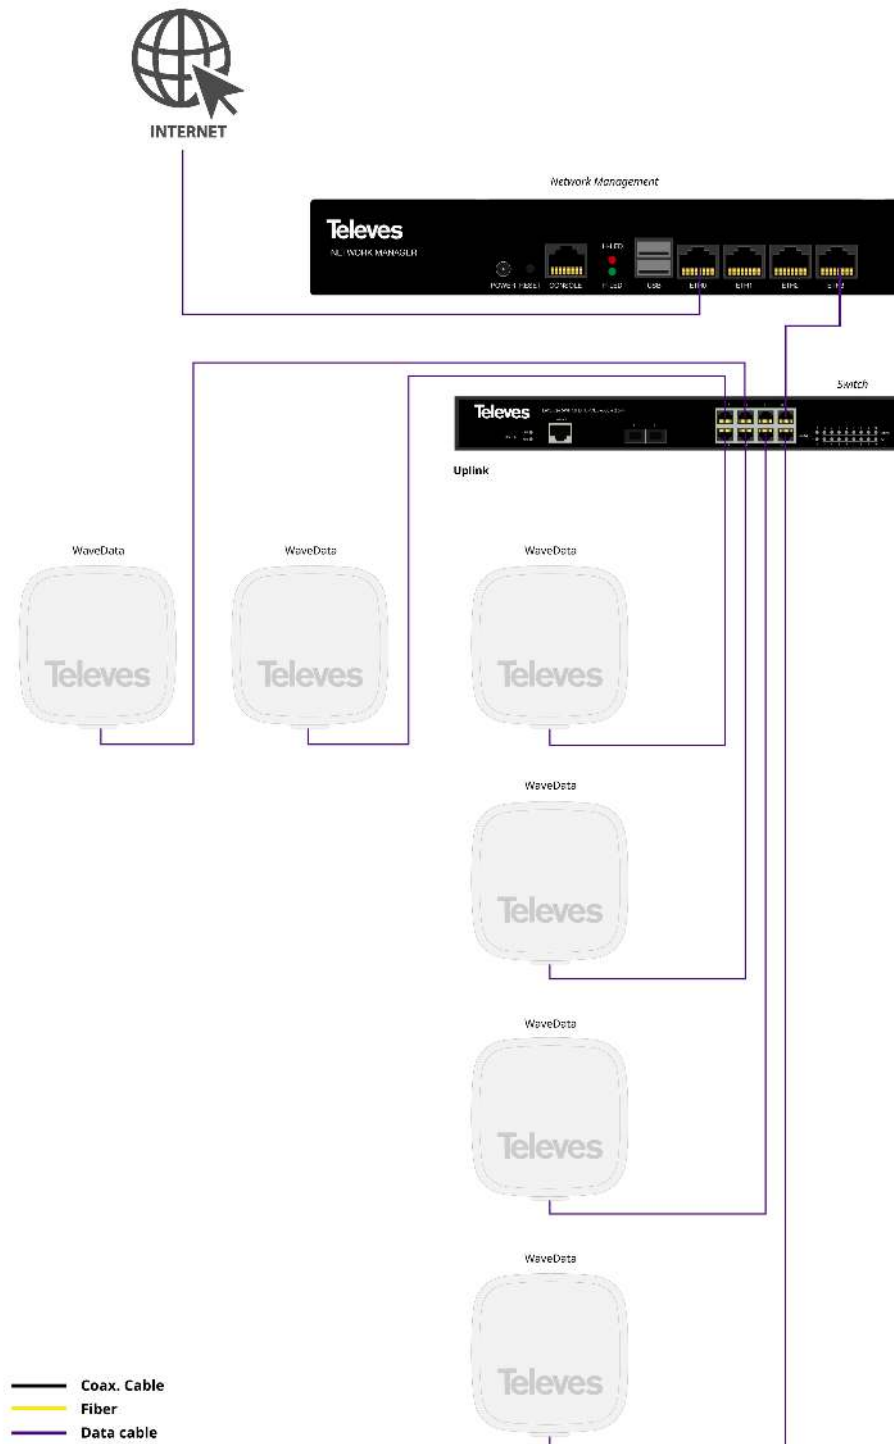 INTERNET
Network Management
Televes
NETWORK MANAGER
POWER RESET CONSOLE USB ETH0 ETH1 ETH2 ETH3
Switch
Televes
Uplink
WaveData WaveData WaveData
Televes Televes Televes
WaveData
Televes
WaveData
Televes
WaveData
Televes
Coax. Cable
Fiber
Data cable